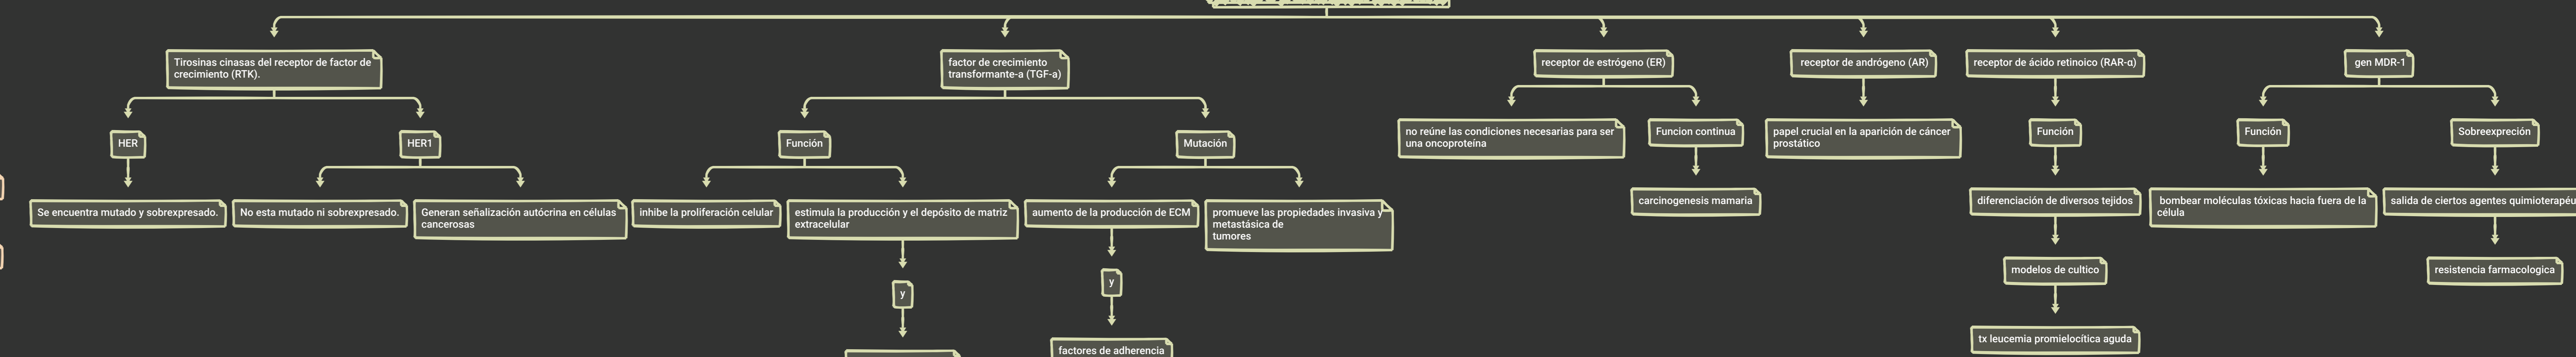 Tirosinas cinasas del receptor de factor de
crecimiento (RTK).
factor de crecimiento
transformante-a (TGF-a)
receptor de estrógeno (ER)
receptor de andrógeno (AR)
receptor de ácido retinoico (RAR-α)
gen MDR-1
HER
HER1
Función
Mutación
no reúne las condiciones necesarias para ser
una oncoproteína
Funcion continua
papel crucial en la aparición de cáncer
prostático
Función
Función
Sobreexpreción
Se encuentra mutado y sobrexpresado.
No esta mutado ni sobrexpresado.
Generan señalización autócrina en células
cancerosas
inhibe la proliferación celular
estimula la producción y el depósito de matriz
extracelular
aumento de la producción de ECM
promueve las propiedades invasiva y
metastásica de
tumores
carcinogenesis mamaria
diferenciación de diversos tejidos
bombear moléculas tóxicas hacia fuera de la
célula
salida de ciertos agentes
y
y
modelos de cultico
resistencia farmacologica
factores de adherencia
tx leucemia promielocítica aguda